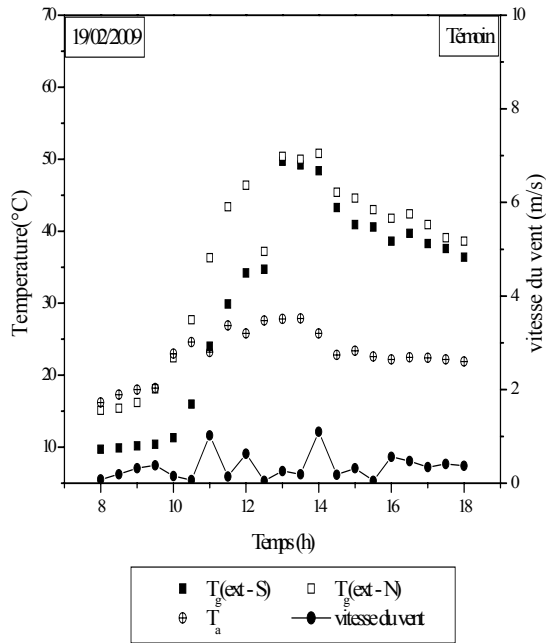 19/02/2009
Témoin
Temperature(°C)
70
60
50
40
30
20
10
vitesse du vent (m/s)
10
8
6
4
2
0
8 10 12 14 16 18
Temps (h)
Tg(ext - S) Tg(ext - N)
Ta vitesse du vent